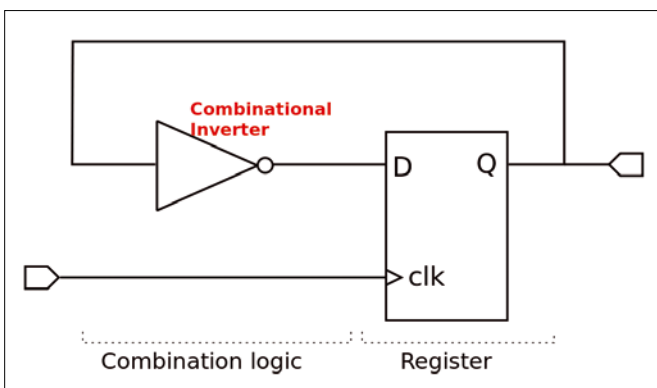 Combinational
Inverter
D
Q
clk
Combination logic
Register